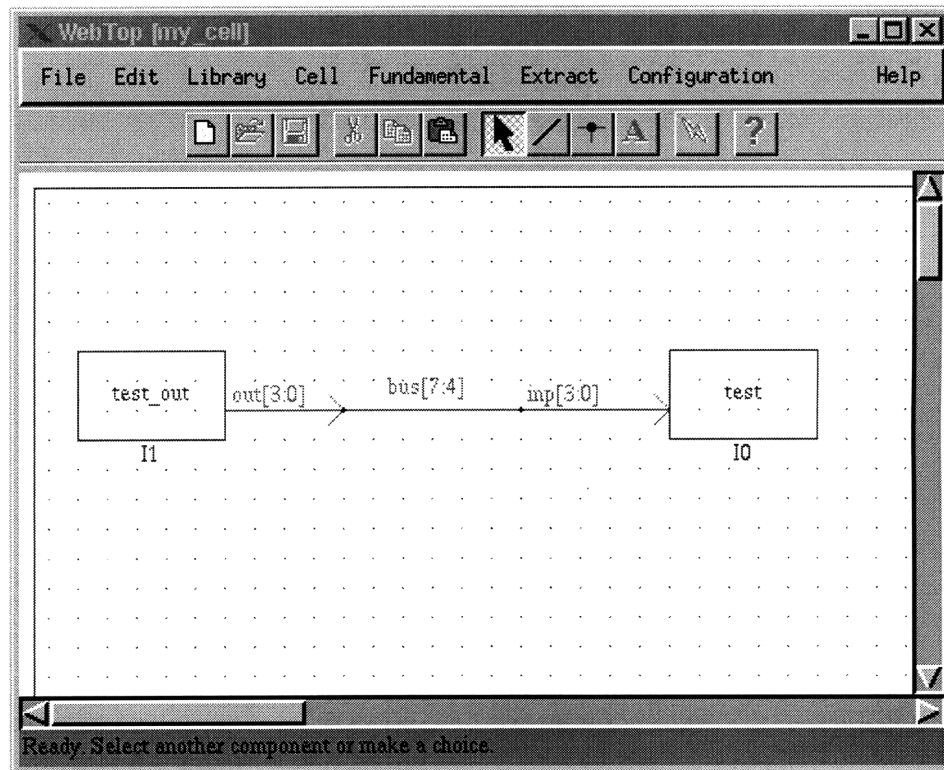 WebTop [my_cell]
File Edit Library Cell Fundamental Extract Configuration Help
A ?
test_out out[3:0] bus[7:4] inp[3:0] test
I1 I0
Ready. Select another component or make a choice.